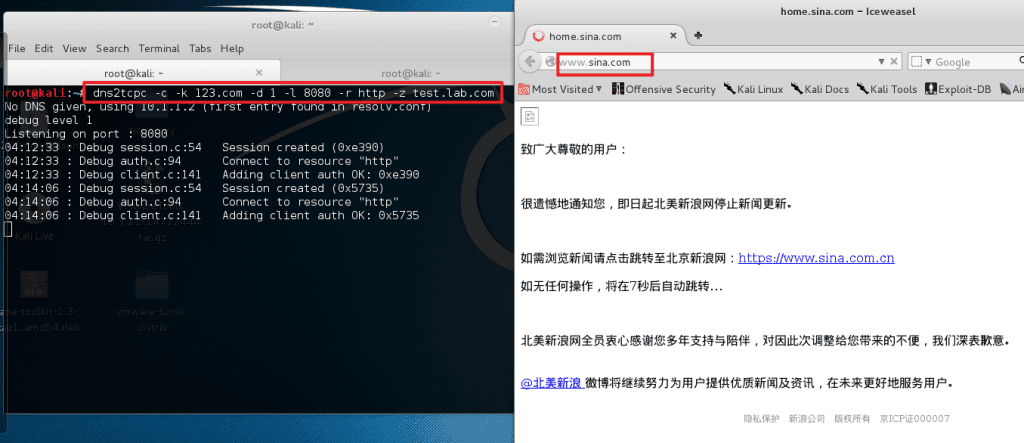 root@kali: ~
File Edit View Search Terminal Tabs Help
root@kali: ~ × root@kali: ~
root@kali:~# dns2tcpc -c -k 123.com -d 1 -l 8080 -r http -z test.lab.com
No DNS given, using 10.1.1.2 (first entry found in resolv.conf)
debug level 1
Listening on port : 8080
04:12:33 : Debug session.c:54 Session created (0xe390)
04:12:33 : Debug auth.c:94 Connect to resource "http"
04:12:33 : Debug client.c:141 Adding client auth OK: 0xe390
04:14:06 : Debug session.c:54 Session created (0x5735)
04:14:06 : Debug auth.c:94 Connect to resource "http"
04:14:06 : Debug client.c:141 Adding client auth OK: 0x5735
Kali Live
tar.gz
vmware-tools-
distrib
home.sina.com - Iceweasel
home.sina.com
www.sina.com
Google
Most Visited Offensive Security Kali Linux Kali Docs Kali Tools Exploit-DB Air
致广大尊敬的用户：
很遗憾地通知您，即日起北美新浪网停止新闻更新。
如需浏览新闻请点击跳转至北京新浪网：https://www.sina.com.cn
如无任何操作，将在7秒后自动跳转...
北美新浪网全员衷心感谢您多年支持与陪伴，对因此次调整给您带来的不便，我们深表歉意。
@北美新浪 微博将继续努力为用户提供优质新闻及资讯，在未来更好地服务用户。
隐私保护 新浪公司 版权所有 京ICP证000007